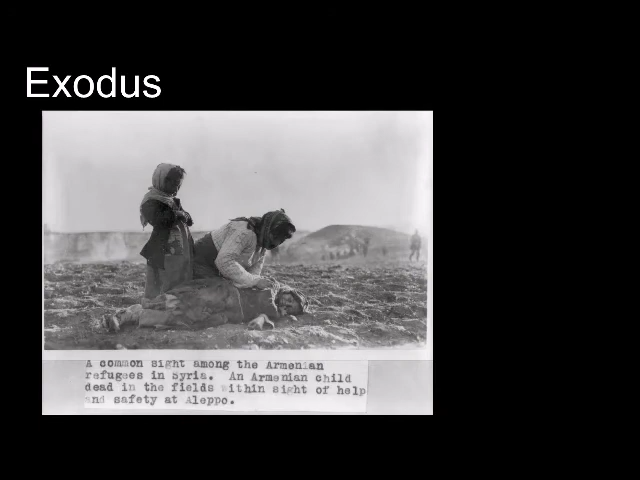 Exodus
A common sight among the Armenian
refugees in Syria. An Armenian child
dead in the fields within sight of help
and safety at Aleppo.